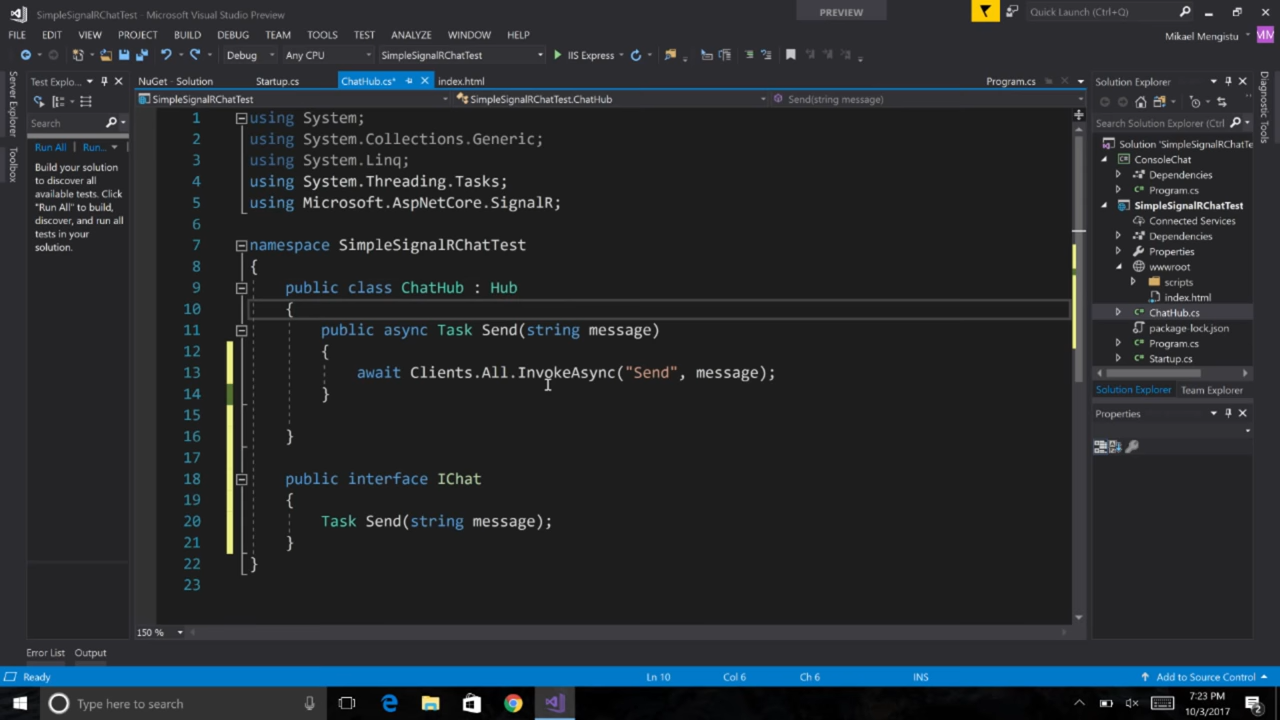 SimpleSignalRChatTest - Microsoft Visual Studio Preview
PREVIEW
Quick Launch (Ctrl+Q)
FILE EDIT VIEW PROJECT BUILD DEBUG TEAM TOOLS TEST ANALYZE WINDOW HELP
Mikael Mengistu
MM
Debug Any CPU SimpleSignalRChatTest IIS Express
Server Explorer
Toolbox
Test Explo...
Search
Run All | Run...
Build your solution
to discover all
available tests. Click
"Run All" to build,
discover, and run all
tests in your
solution.
NuGet - Solution Startup.cs ChatHub.cs* index.html Program.cs
SimpleSignalRChatTest SimpleSignalRChatTest.ChatHub Send(string message)
1 using System;
2 using System.Collections.Generic;
3 using System.Linq;
4 using System.Threading.Tasks;
5 using Microsoft.AspNetCore.SignalR;
6
7 namespace SimpleSignalRChatTest
8 {
9 public class ChatHub : Hub
10 {
11 public async Task Send(string message)
12 {
13 await Clients.All.InvokeAsync("Send", message);
14 }
15
16 }
17
18 public interface IChat
19 {
20 Task Send(string message);
21 }
22 }
23
150 %
Solution Explorer
Search Solution Explorer (Ctrl
Solution "SimpleSignalRChatTe
ConsoleChat
Dependencies
Program.cs
SimpleSignalRChatTest
Connected Services
Dependencies
Properties
wwwroot
scripts
index.html
ChatHub.cs
package-lock.json
Program.cs
Startup.cs
Solution Explorer Team Explorer
Properties
Diagnostic Tools
Error List Output
Ready Ln 10 Col 6 Ch 6 INS Add to Source Control
Type here to search
7:23 PM
10/3/2017
2